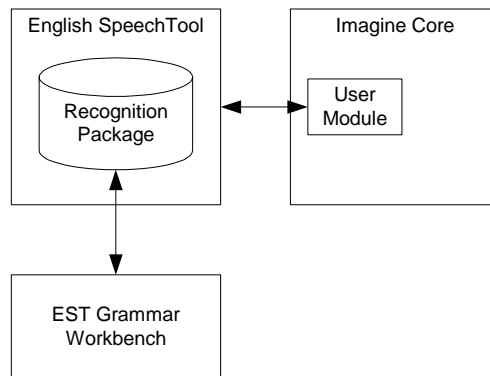 English SpeechTool
Imagine Core
Recognition
Package
User
Module
EST Grammar
Workbench